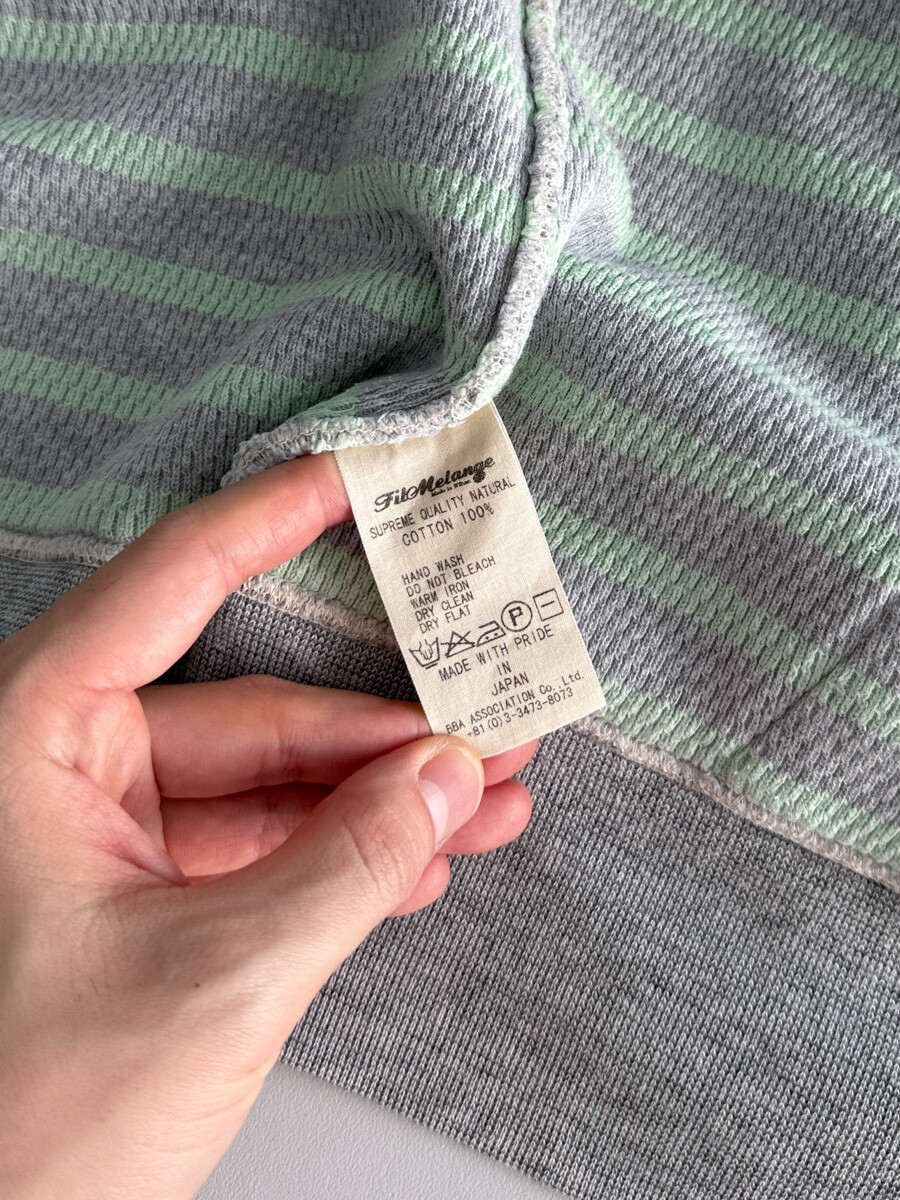 FilMelange
SUPREME QUALITY NATURAL
COTTON 100%
HAND WASH
DO NOT BLEACH
WARM IRON
DRY CLEAN
DRY FLAT
P
MADE WITH PRIDE
IN
JAPAN
BBA ASSOCIATION Co.,Ltd.
+81(0)3-3473-8073